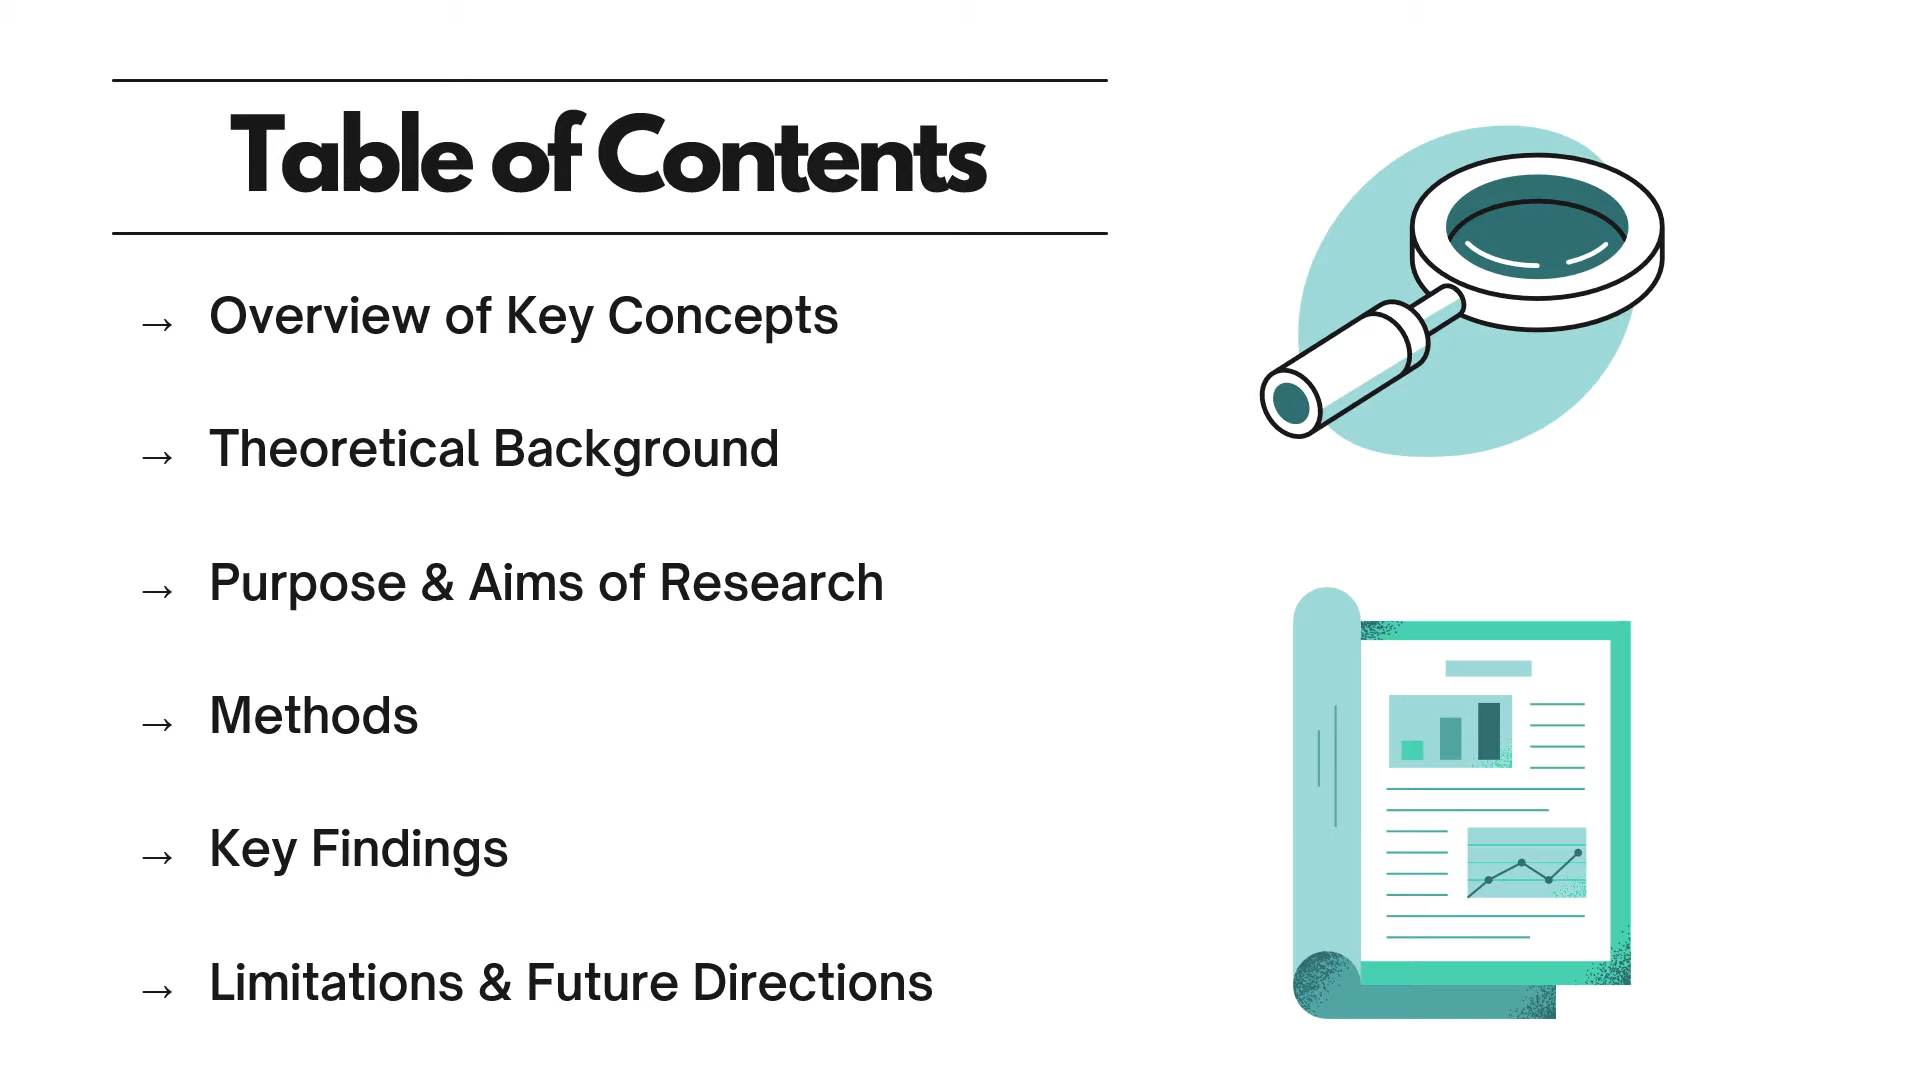 Table of Contents
→ Overview of Key Concepts
→ Theoretical Background
→ Purpose & Aims of Research
→ Methods
→ Key Findings
→ Limitations & Future Directions